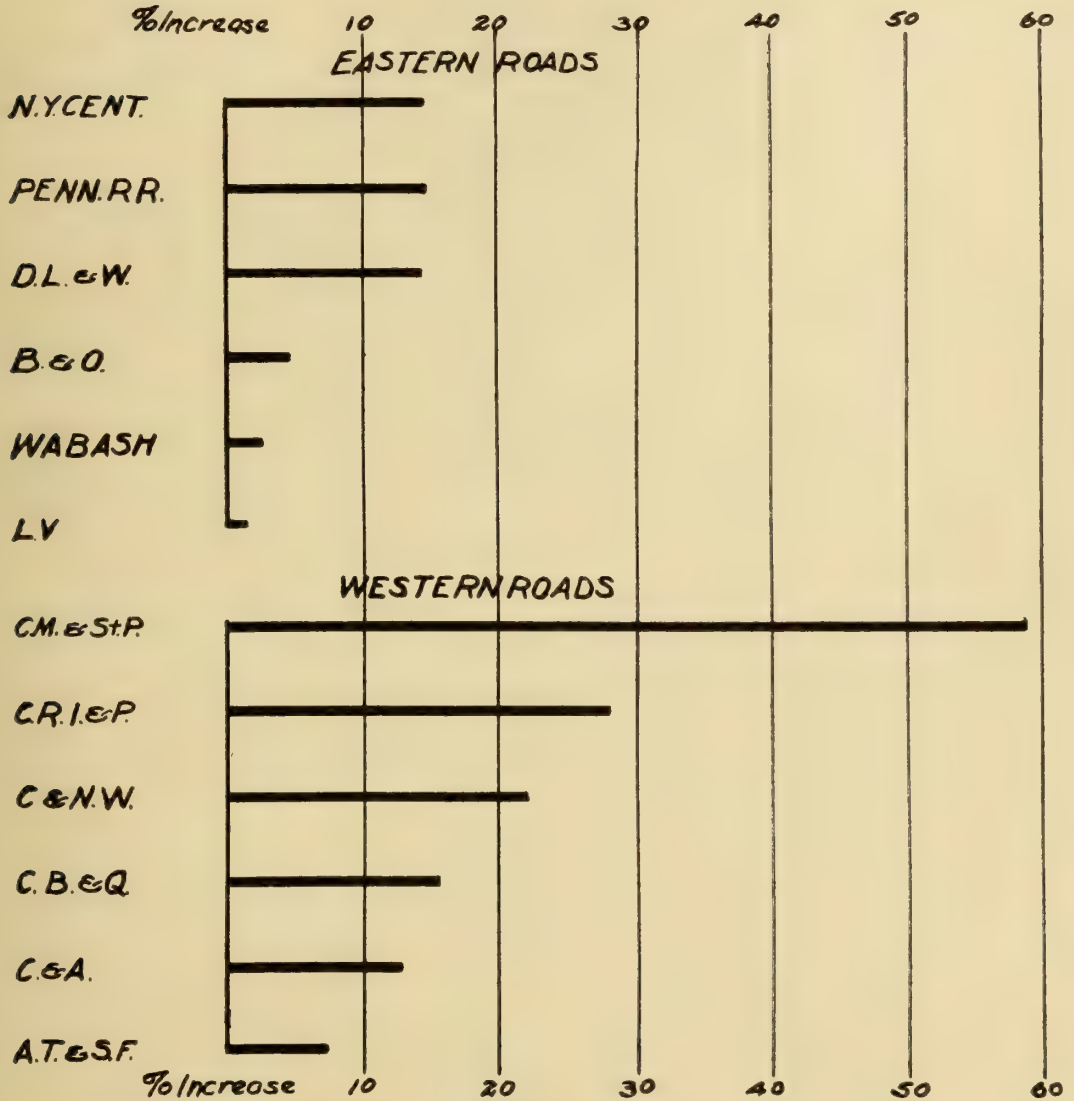 % Increase 10 20 30 40 50 60
EASTERN ROADS
N.Y.CENT.
PENN.R.R.
D.L.&W.
B.&O.
WABASH
L.V
WESTERN ROADS
C.M.&St.P.
C.R.I.&P.
C&N.W.
C.B.&Q.
C.&A.
A.T.&S.F.
% Increase 10 20 30 40 50 60